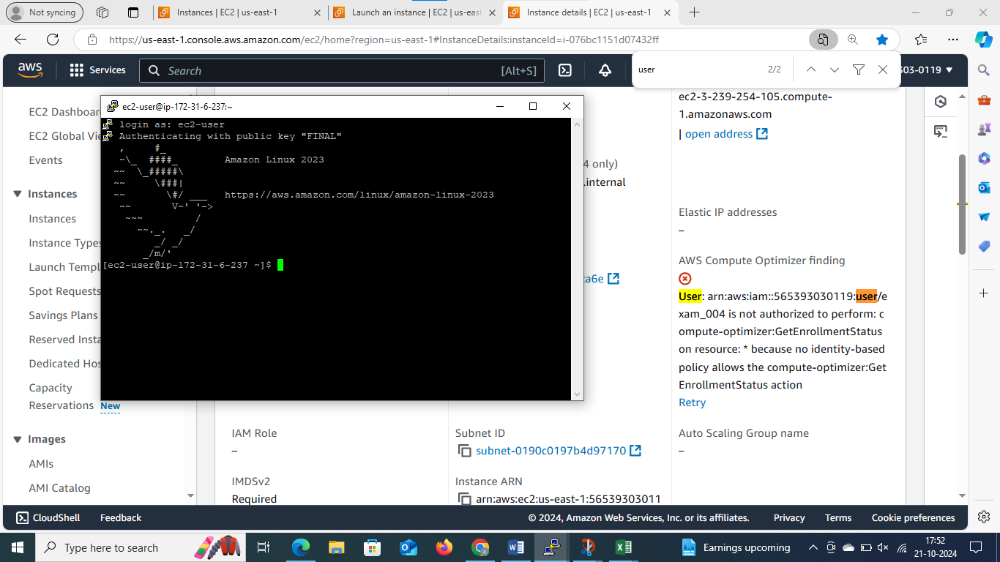 Not syncing
Instances | EC2 | us-east-1
Launch an instance | EC2 | us-east
Instance details | EC2 | us-east-1
https://us-east-1.console.aws.amazon.com/ec2/home?region=us-east-1#InstanceDetails:instanceId=i-076bc1151d07432ff
aws
Services
Search
[Alt+S]
user
2/2
03-0119
EC2 Dashboar
EC2 Global Vie
Events
Instances
Instances
Instance Types
Launch Templ
Spot Requests
Savings Plans
Reserved Insta
Dedicated Hos
Capacity
Reservations New
Images
AMIs
AMI Catalog
ec2-user@ip-172-31-6-237:~
login as: ec2-user
Authenticating with public key "FINAL"
   ,     #_
   ~\_  ####_        Amazon Linux 2023
  ~~  \_#####\
  ~~     \###|
  ~~       \#/ ___   https://aws.amazon.com/linux/amazon-linux-2023
   ~~       V~' '->
    ~~~         /
      ~~._.   _/
         _/ _/
       _/m/'
[ec2-user@ip-172-31-6-237 ~]$
4 only)
.internal
a6e
IAM Role
–
IMDSv2
Required
Subnet ID
subnet-0190c0197b4d97170
Instance ARN
arn:aws:ec2:us-east-1:56539303011
ec2-3-239-254-105.compute-
1.amazonaws.com
| open address
Elastic IP addresses
–
AWS Compute Optimizer finding
User: arn:aws:iam::565393030119:user/e
xam_004 is not authorized to perform: c
ompute-optimizer:GetEnrollmentStatus
on resource: * because no identity-based
policy allows the compute-optimizer:Get
EnrollmentStatus action
Retry
Auto Scaling Group name
–
CloudShell
Feedback
© 2024, Amazon Web Services, Inc. or its affiliates.
Privacy
Terms
Cookie preferences
Type here to search
Earnings upcoming
17:52
21-10-2024